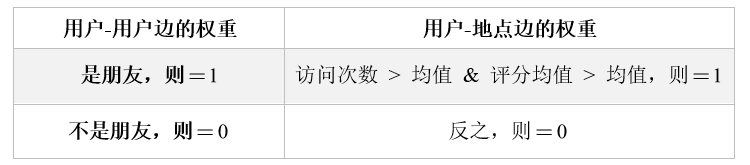 用户-用户边的权重
用户-地点边的权重
是朋友，则＝1
访问次数 > 均值 & 评分均值 > 均值，则＝1
不是朋友，则＝0
反之，则＝0